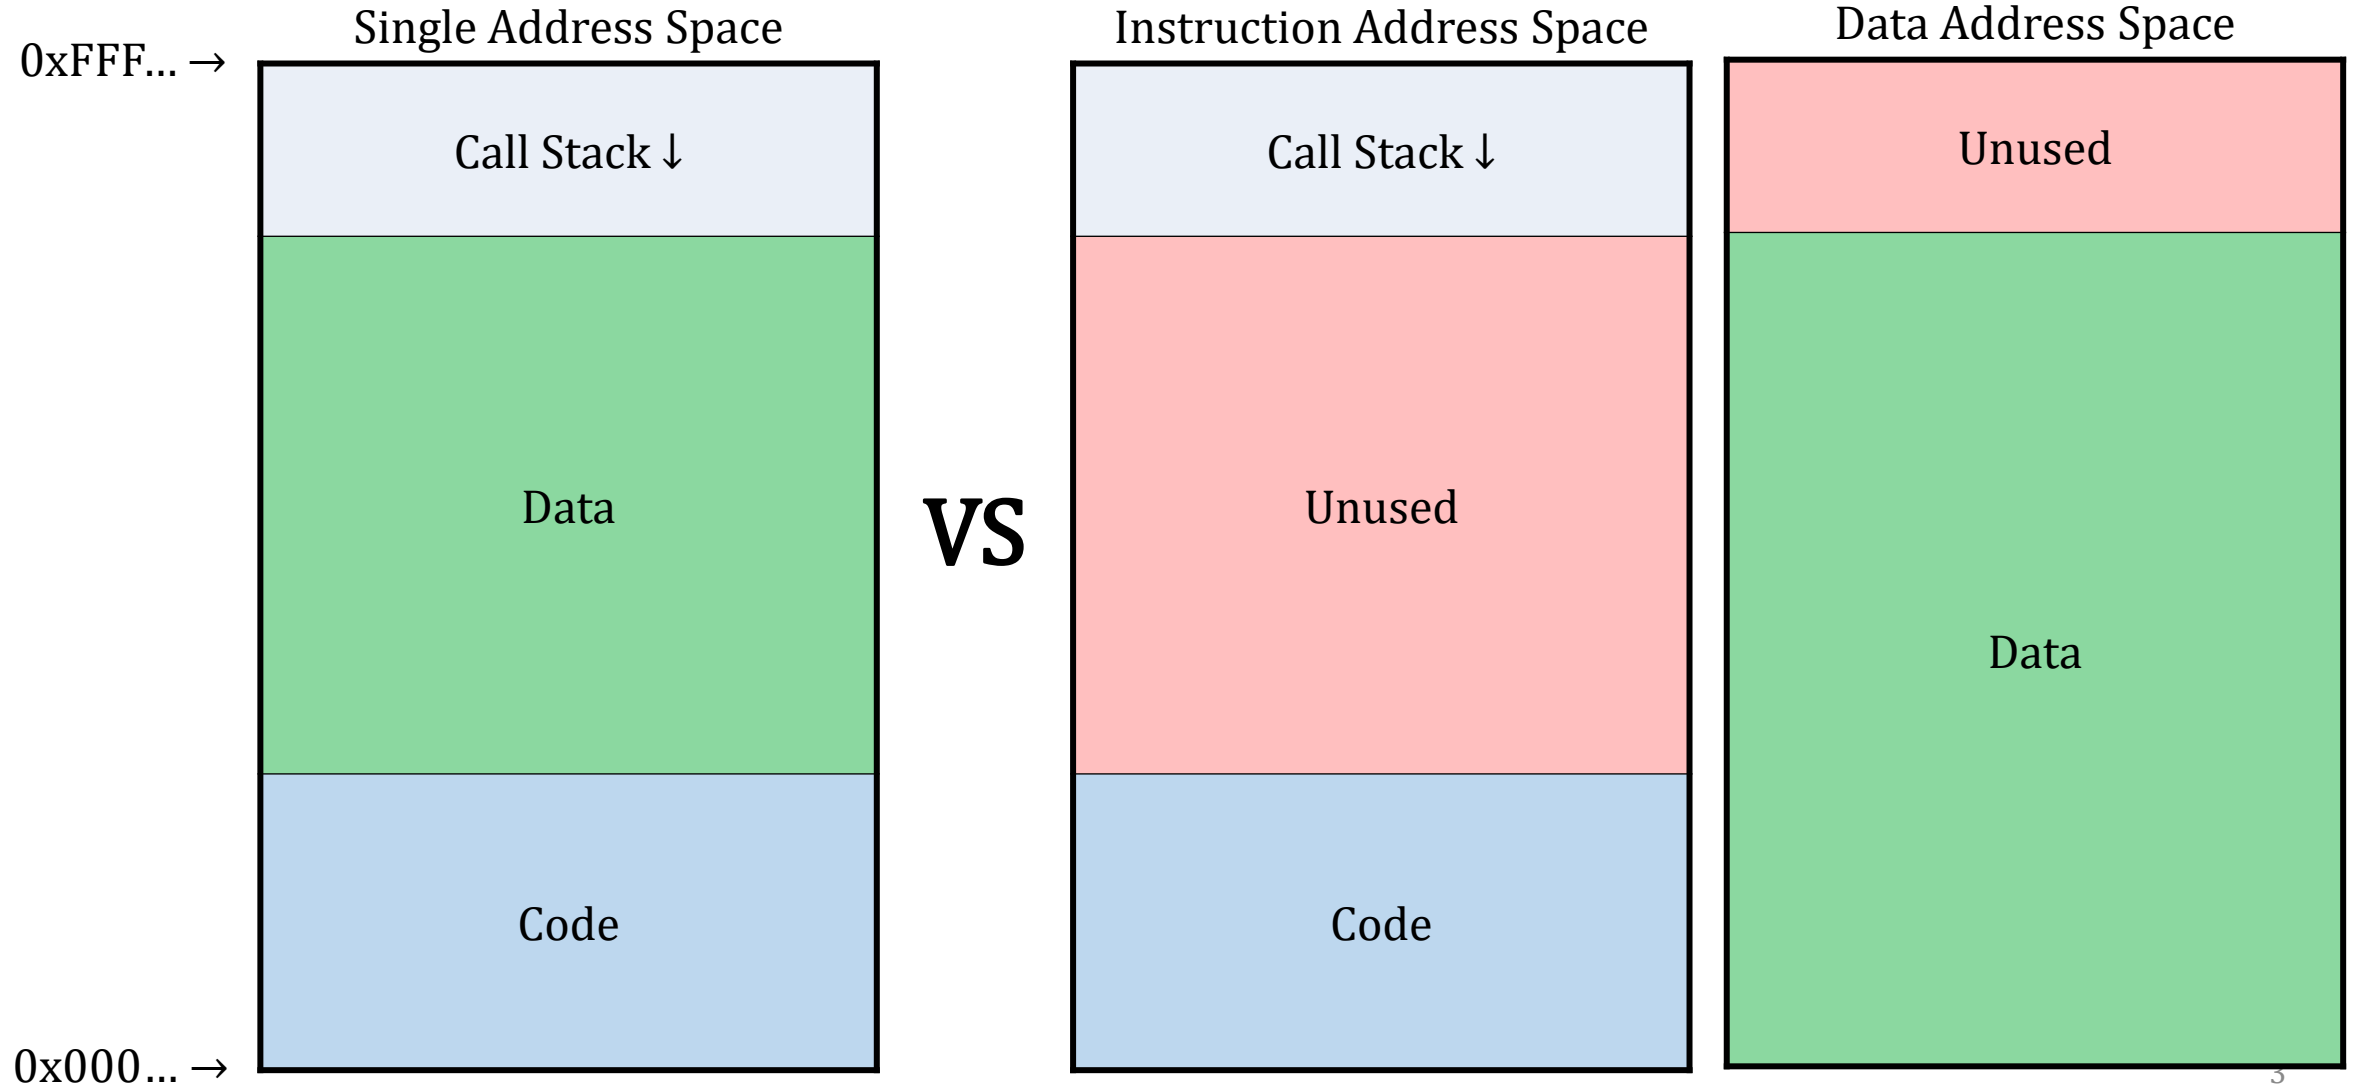 Single Address Space
Instruction Address Space
Data Address Space
0xFFF... →
Call Stack ↓
Call Stack ↓
Unused
Data
VS
Unused
Data
Code
Code
0x000... →
3